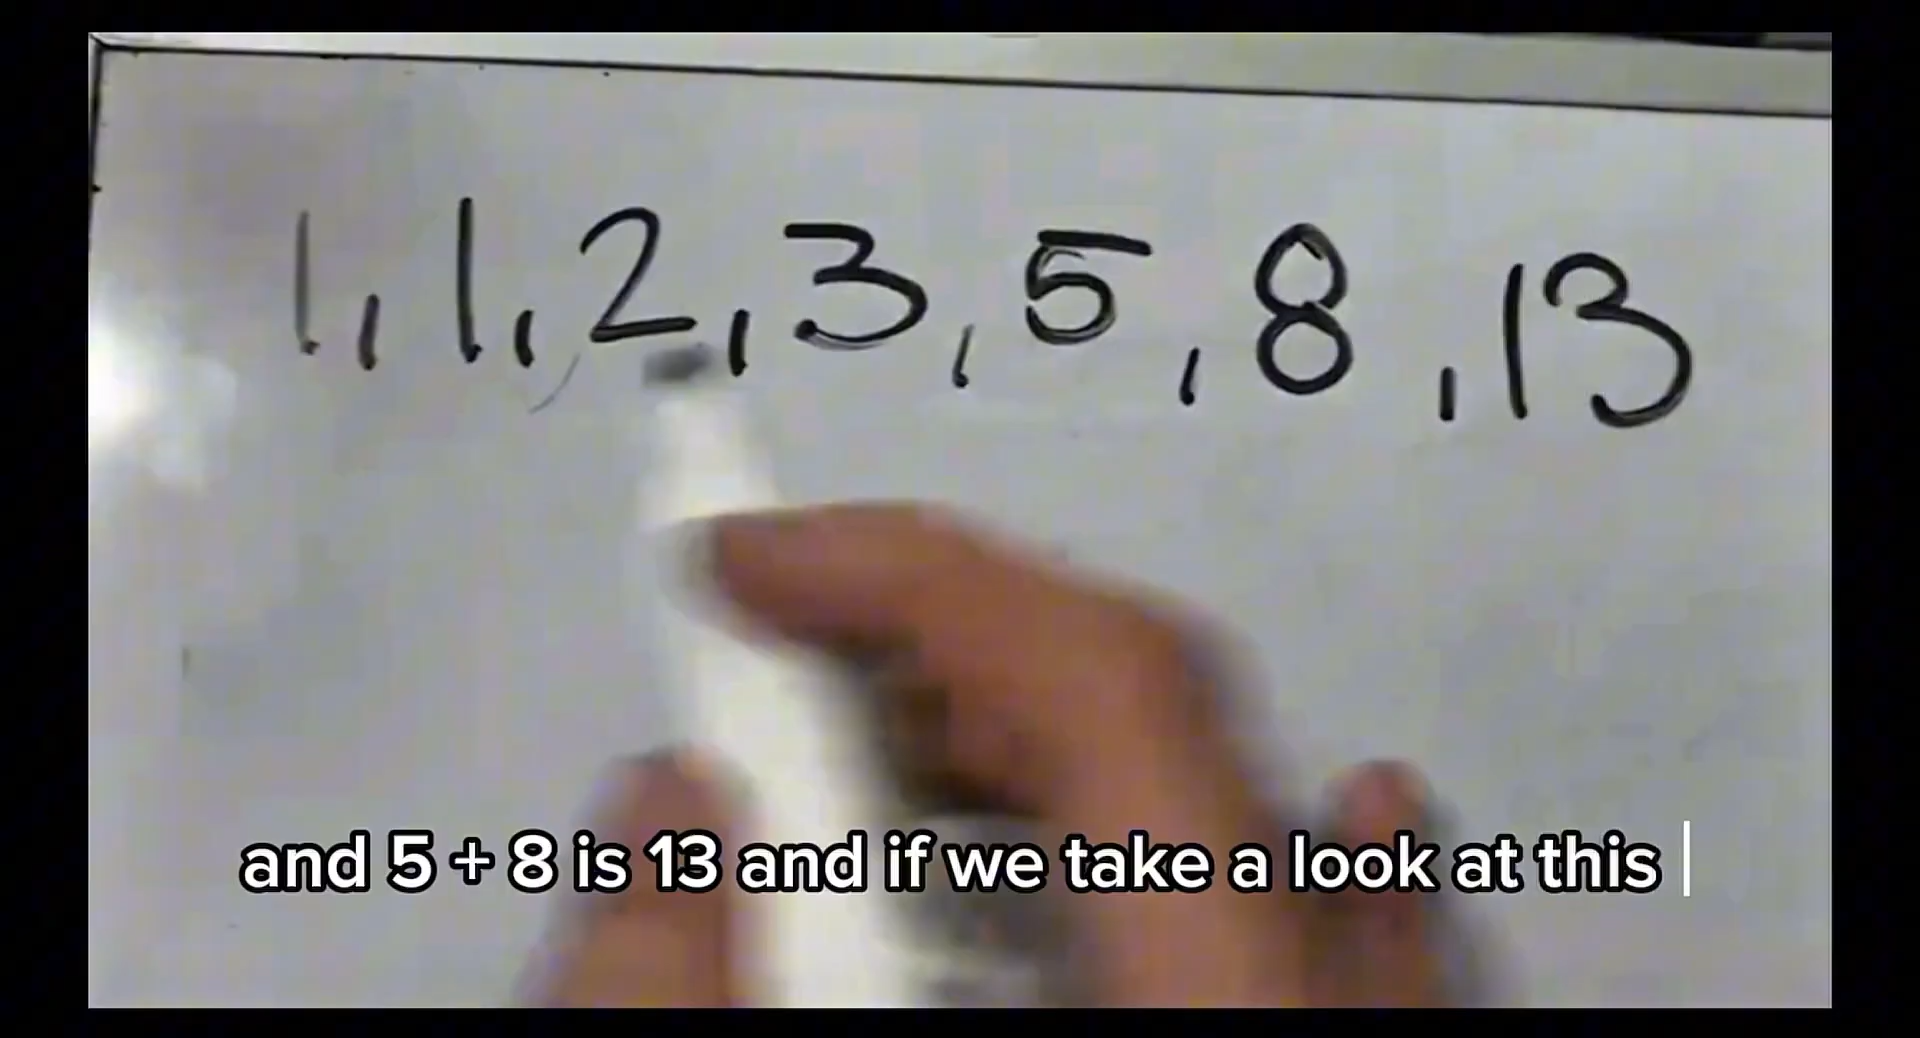 1, 1, 2, 3, 5, 8, 13
and 5 + 8 is 13 and if we take a look at this